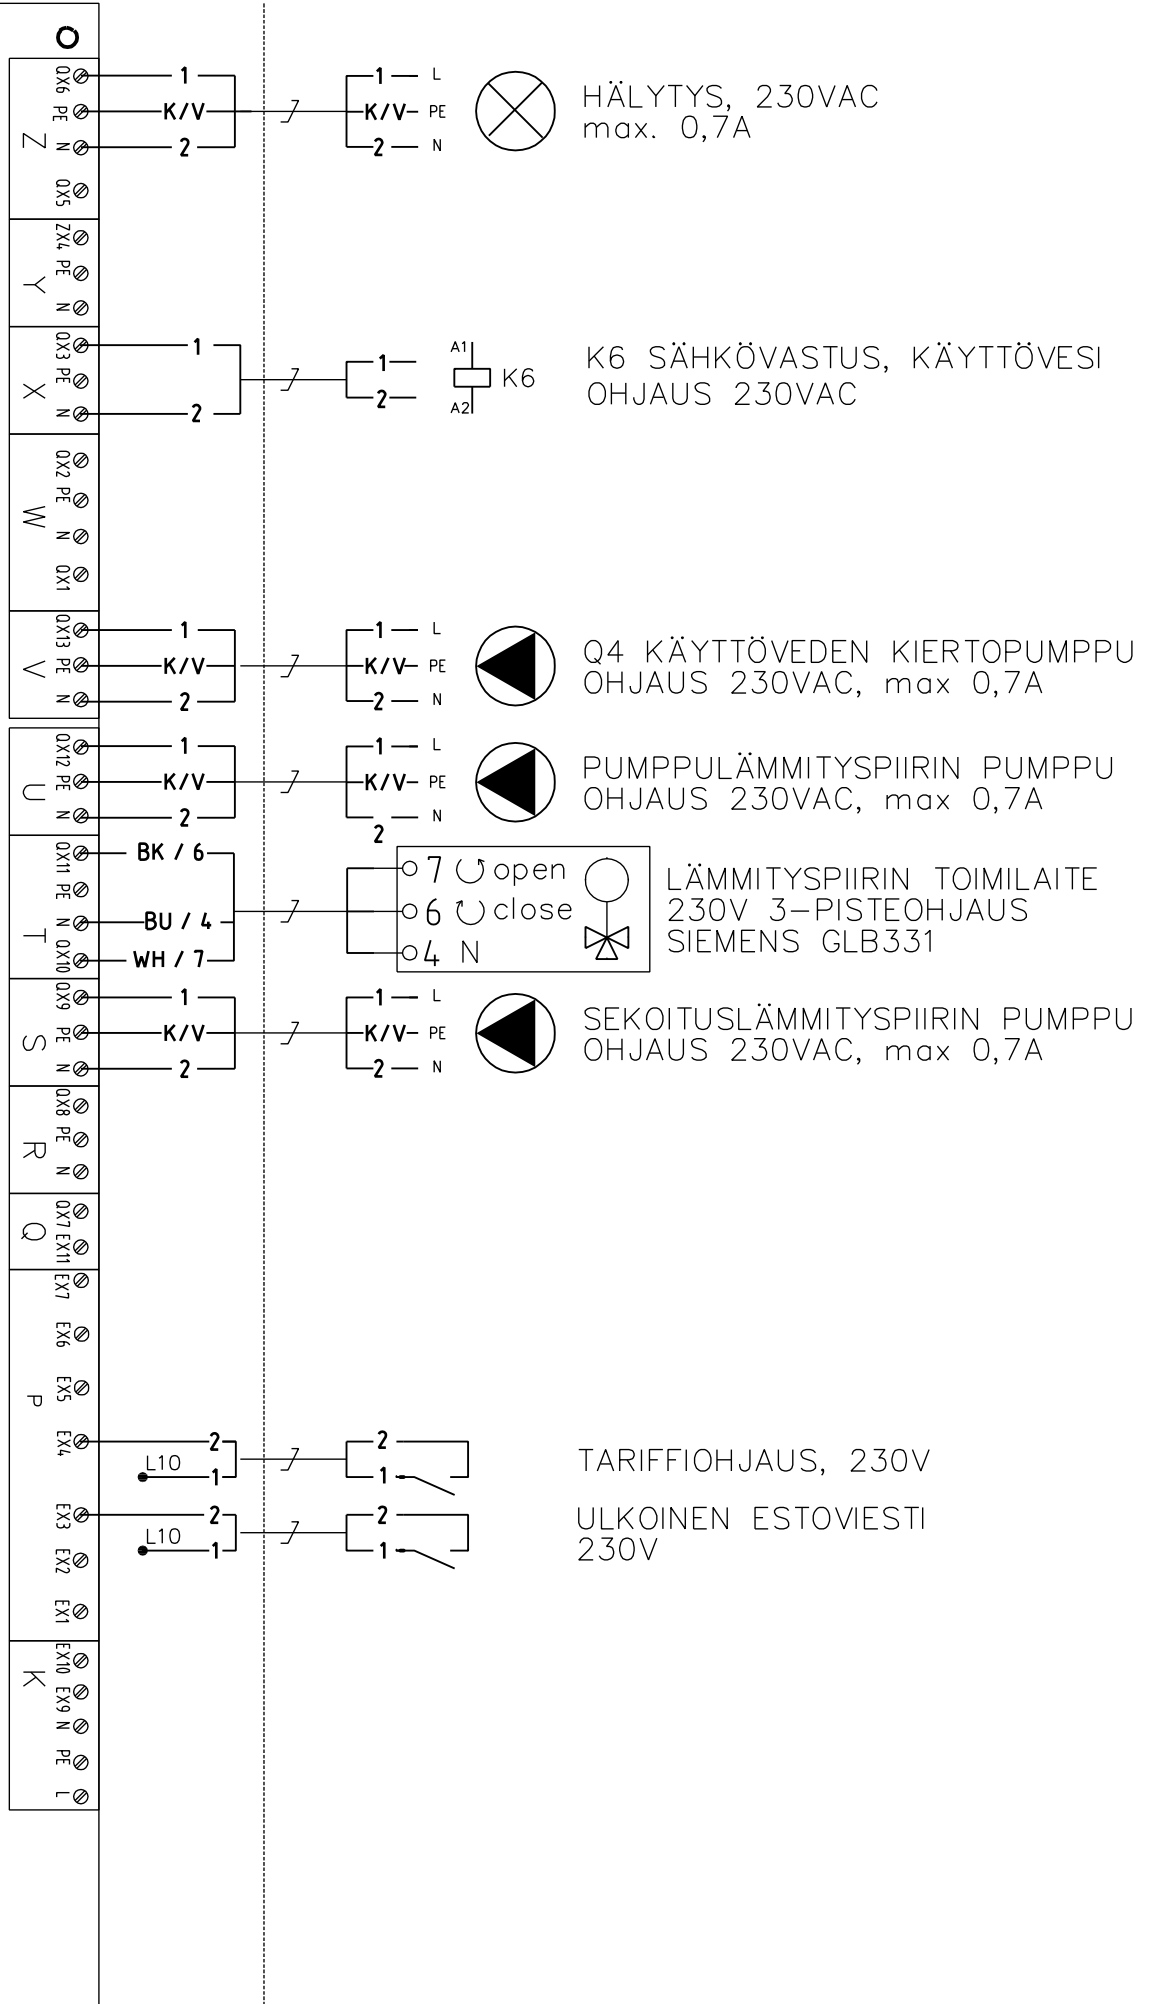 QX6 1 1 L
PE K/V K/V PE
N 2 2 N
Z
QX5
HÄLYTYS, 230VAC
max. 0,7A
ZX4
PE
N
Y
QX3 1 1
PE
N 2 2
X
A1
K6
A2
K6 SÄHKÖVASTUS, KÄYTTÖVESI
OHJAUS 230VAC
QX2
PE
N
QX1
W
QX13 1 1 L
PE K/V K/V PE
N 2 2 N
V
Q4 KÄYTTÖVEDEN KIERTOPUMPPU
OHJAUS 230VAC, max 0,7A
QX12 1 1 L
PE K/V K/V PE
N 2 2 N
U
PUMPPULÄMMITYSPIIRIN PUMPPU
OHJAUS 230VAC, max 0,7A
QX11 BK / 6
PE
N BU / 4
QX10 WH / 7
T
7 open
6 close
4 N
LÄMMITYSPIIRIN TOIMILAITE
230V 3-PISTEOHJAUS
SIEMENS GLB331
QX9 1 1 L
PE K/V K/V PE
N 2 2 N
S
SEKOITUSLÄMMITYSPIIRIN PUMPPU
OHJAUS 230VAC, max 0,7A
QX8
PE
N
R
QX7
EX11
Q
EX7
EX6
EX5
P
EX4 2 2
L10 1 1
TARIFFIOHJAUS, 230V
EX3 2 2
L10 1 1
ULKOINEN ESTOVIESTI
230V
EX2
EX1
EX10
EX9
N
PE
L
K